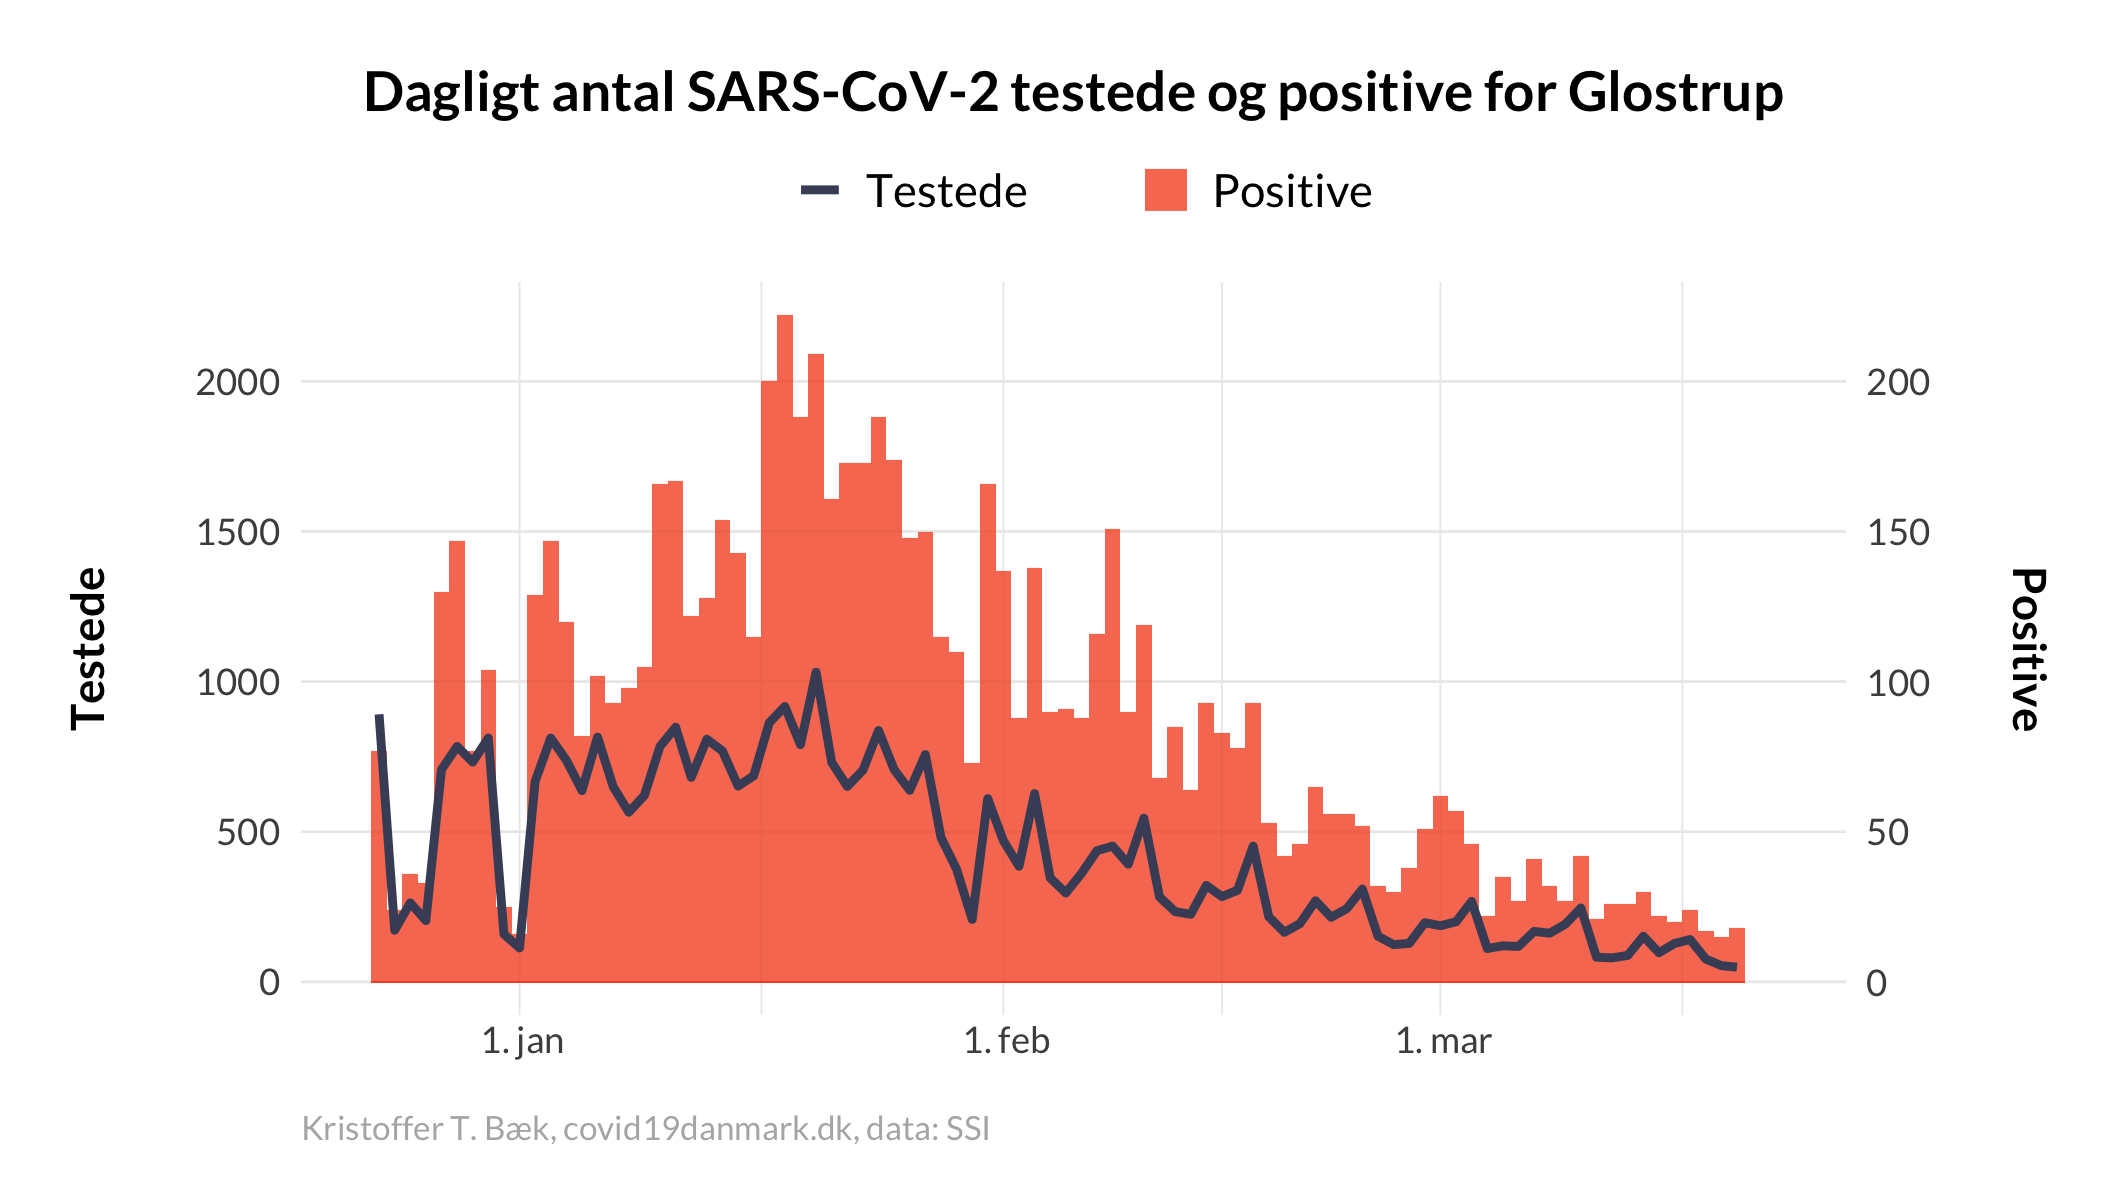 Dagligt antal SARS-CoV-2 testede og positive for Glostrup
Testede
Positive
Testede
2000
1500
1000
500
0
200
150
100
50
0
Positive
1. jan
1. feb
1. mar
Kristoffer T. Bæk, covid19danmark.dk, data: SSI